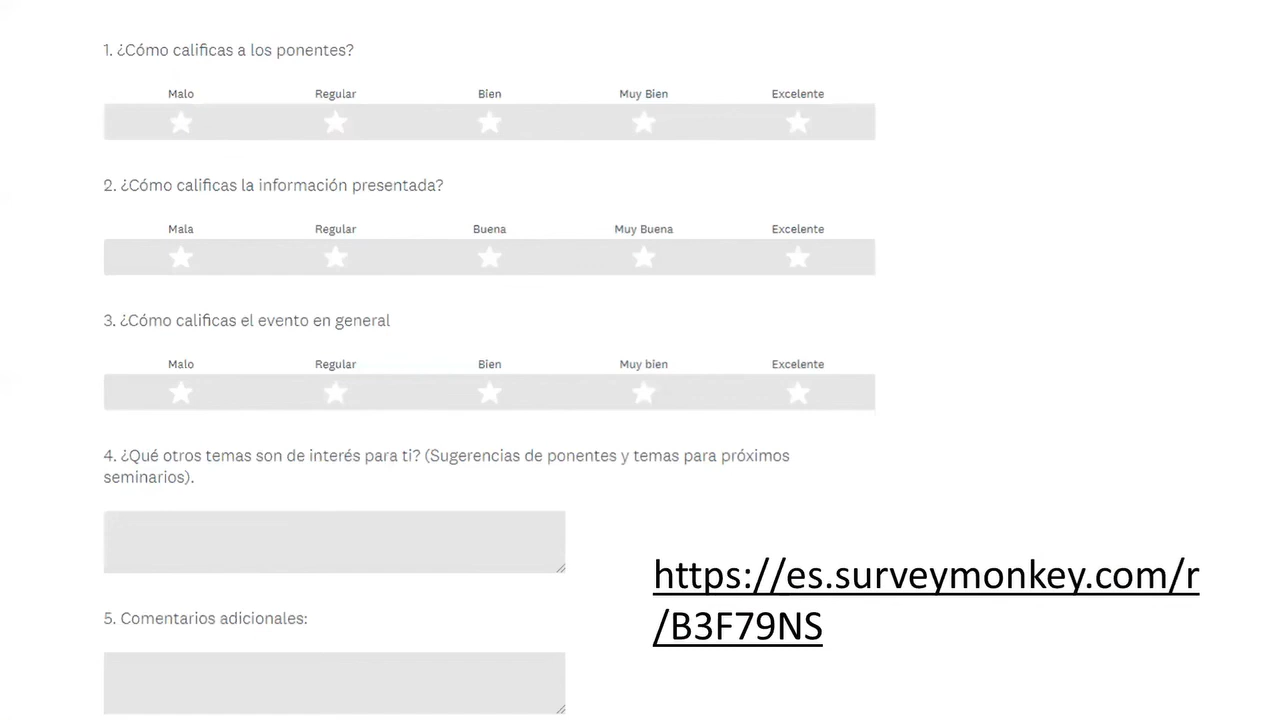 1. ¿Cómo calificas a los ponentes?
Malo Regular Bien Muy Bien Excelente
2. ¿Cómo calificas la información presentada?
Mala Regular Buena Muy Buena Excelente
3. ¿Cómo calificas el evento en general
Malo Regular Bien Muy bien Excelente
4. ¿Qué otros temas son de interés para ti? (Sugerencias de ponentes y temas para próximos
seminarios).
https://es.surveymonkey.com/r
/B3F79NS
5. Comentarios adicionales: